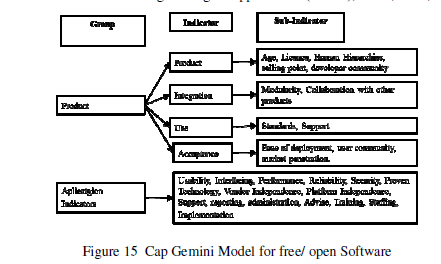 Group
Indicator
Sub-Indicator
Product
Age, License, Human Hierarchies,
selling point, developer community
Integration
Modularity, Collaboration with other
products
Product
Use
Standards, Support
Acceptance
Ease of deployment, user community,
market penetration.
Indicators
Usability, Interfacing, Performance, Reliability, Security, Proven
Technology, Vendor Independence, Platform Independence,
Support, reporting, administration, Advise, Training, Staffing,
Implementation
Figure 15 Cap Gemini Model for free/ open Software